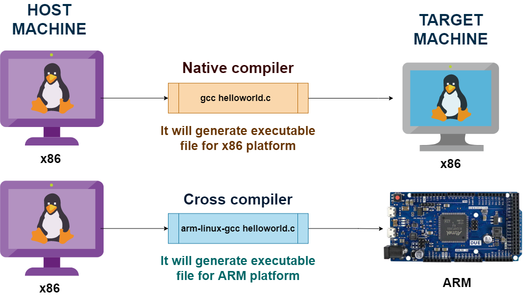 HOST
MACHINE
TARGET
MACHINE
Native compiler
gcc helloworld.c
It will generate executable
file for x86 platform
x86
x86
Cross compiler
arm-linux-gcc helloworld.c
It will generate executable
file for ARM platform
x86
ARM